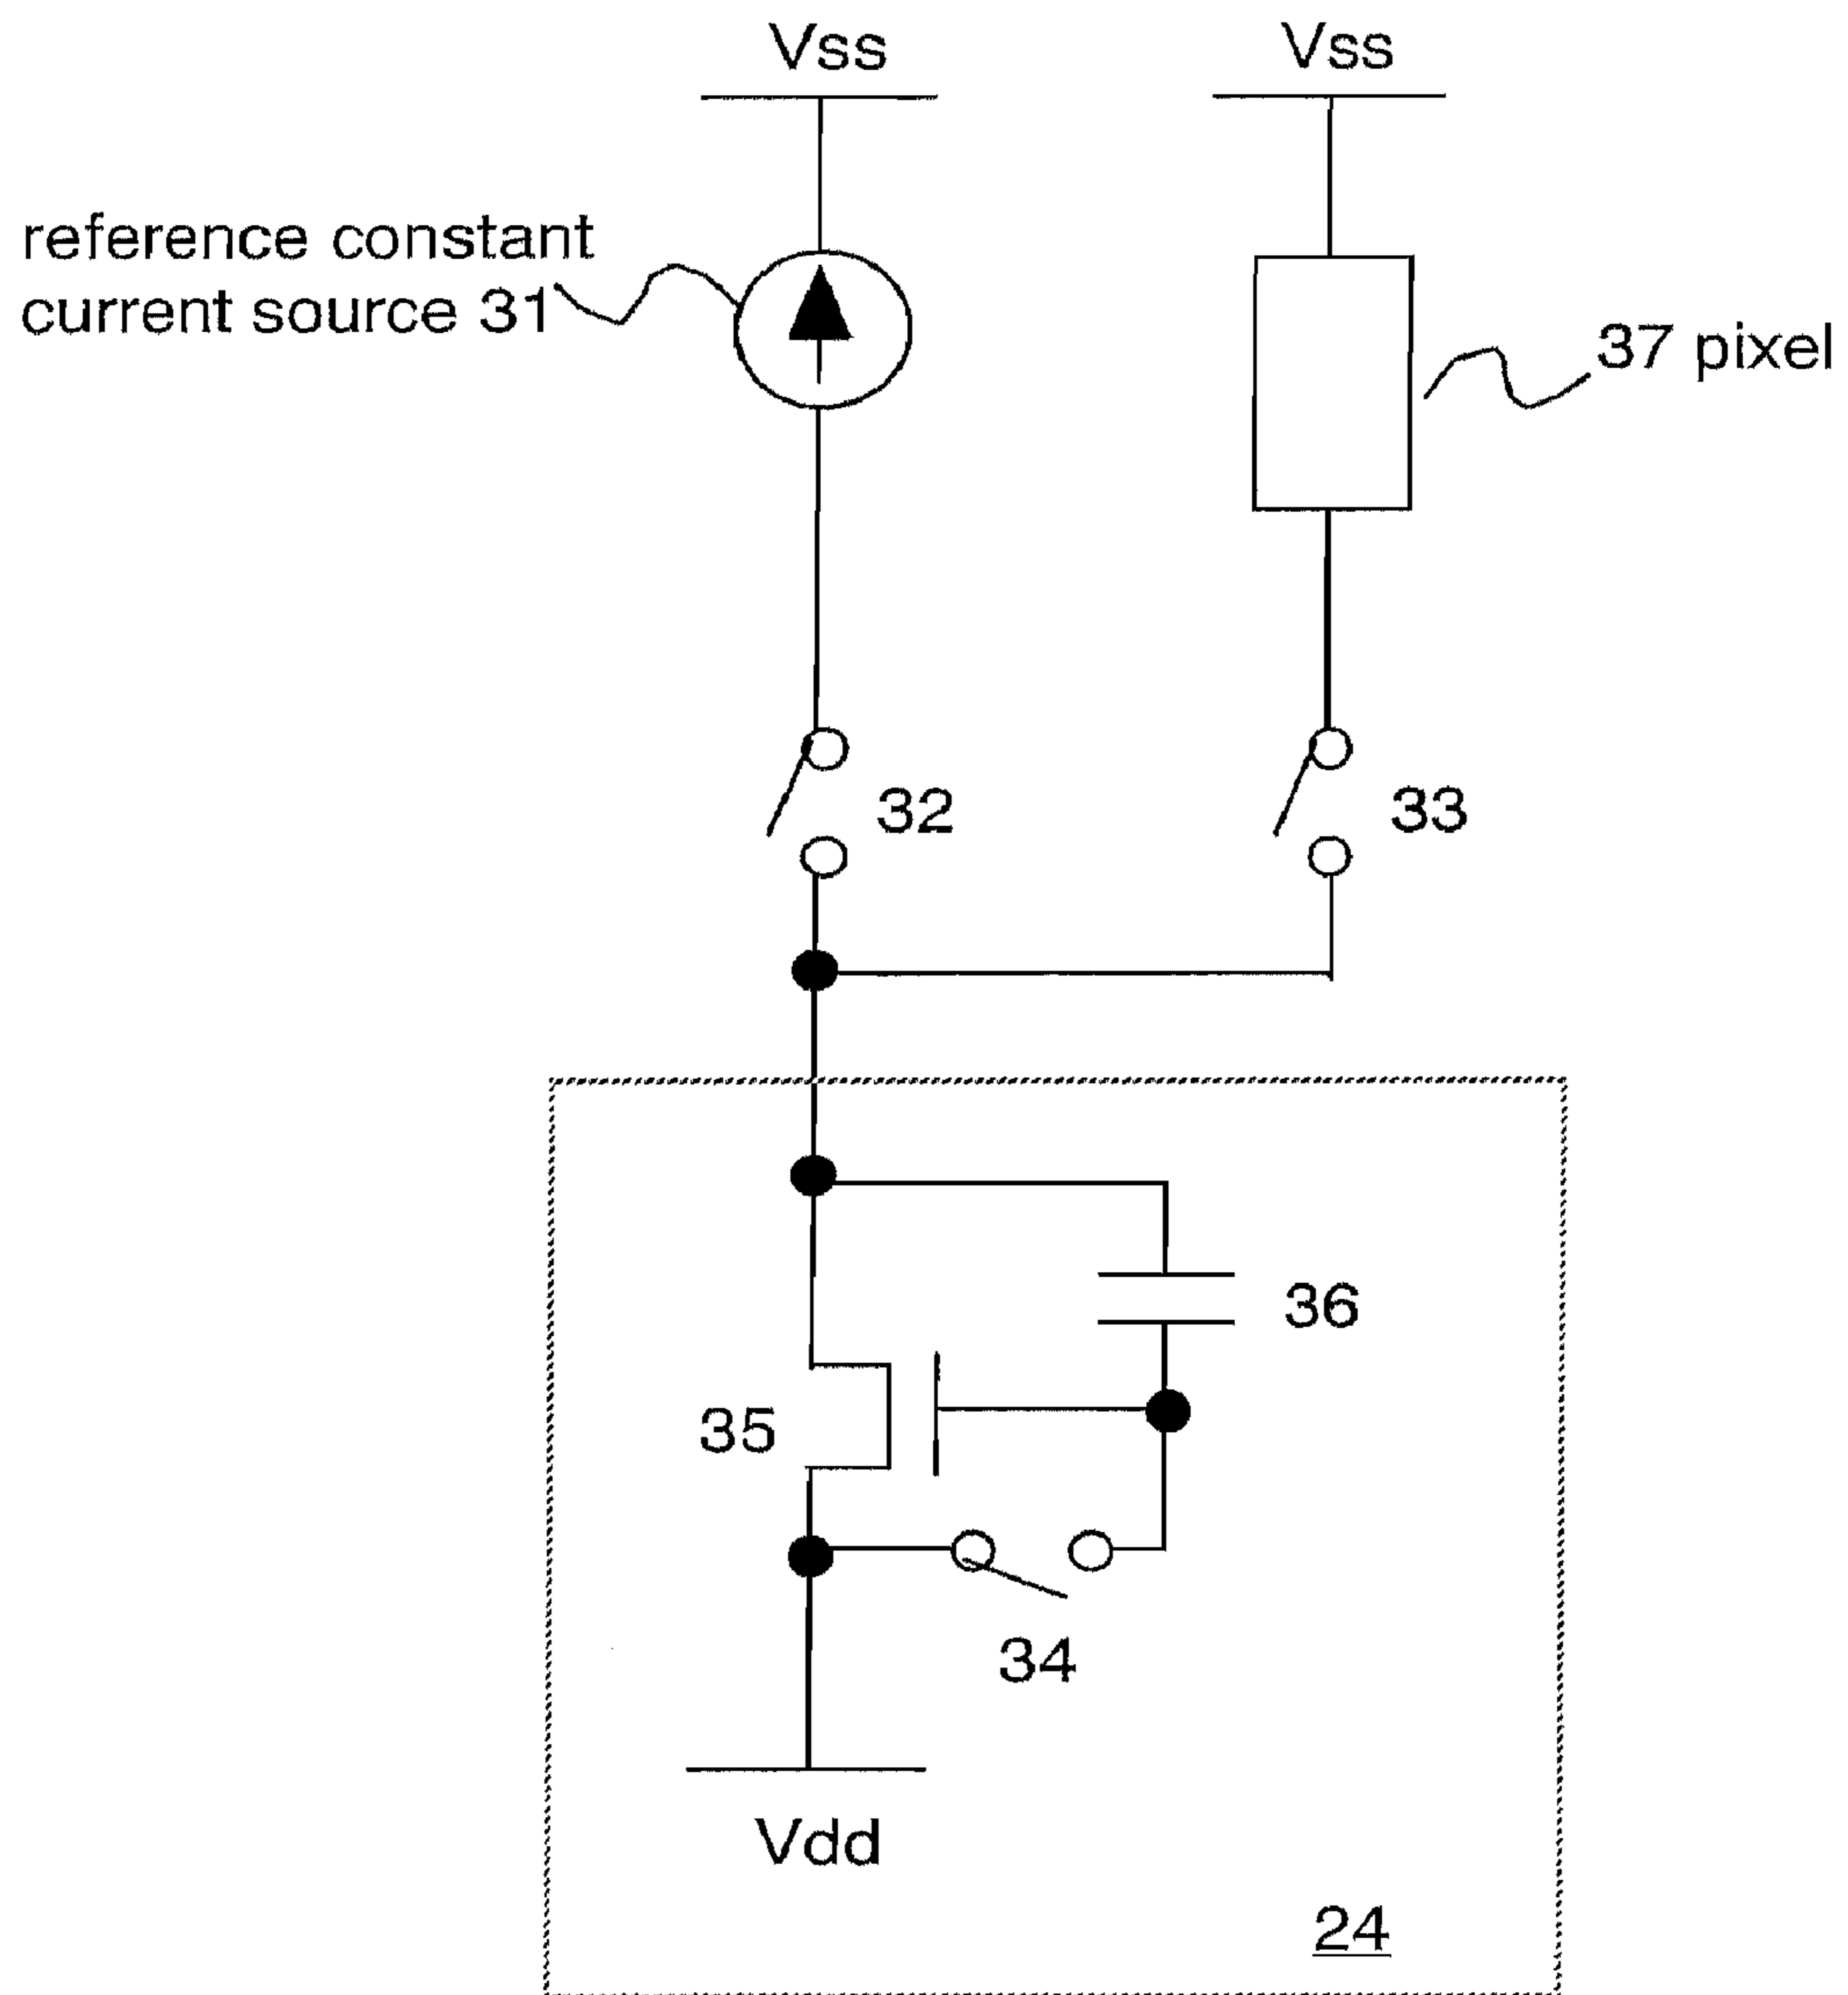 Vss
Vss
reference constant
current source 31
37 pixel
32
33
36
35
34
Vdd
24